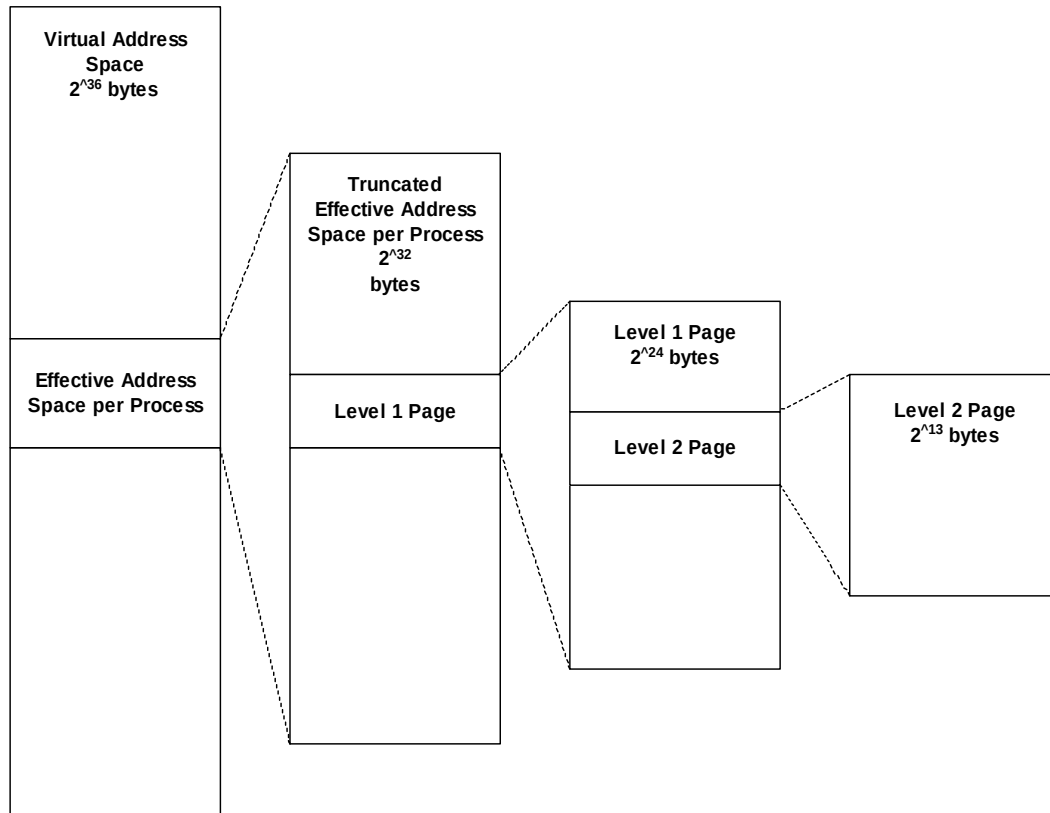 Virtual Address
Space
2^36 bytes
Effective Address
Space per Process
Truncated
Effective Address
Space per Process
2^32
bytes
Level 1 Page
Level 1 Page
2^24 bytes
Level 2 Page
Level 2 Page
2^13 bytes